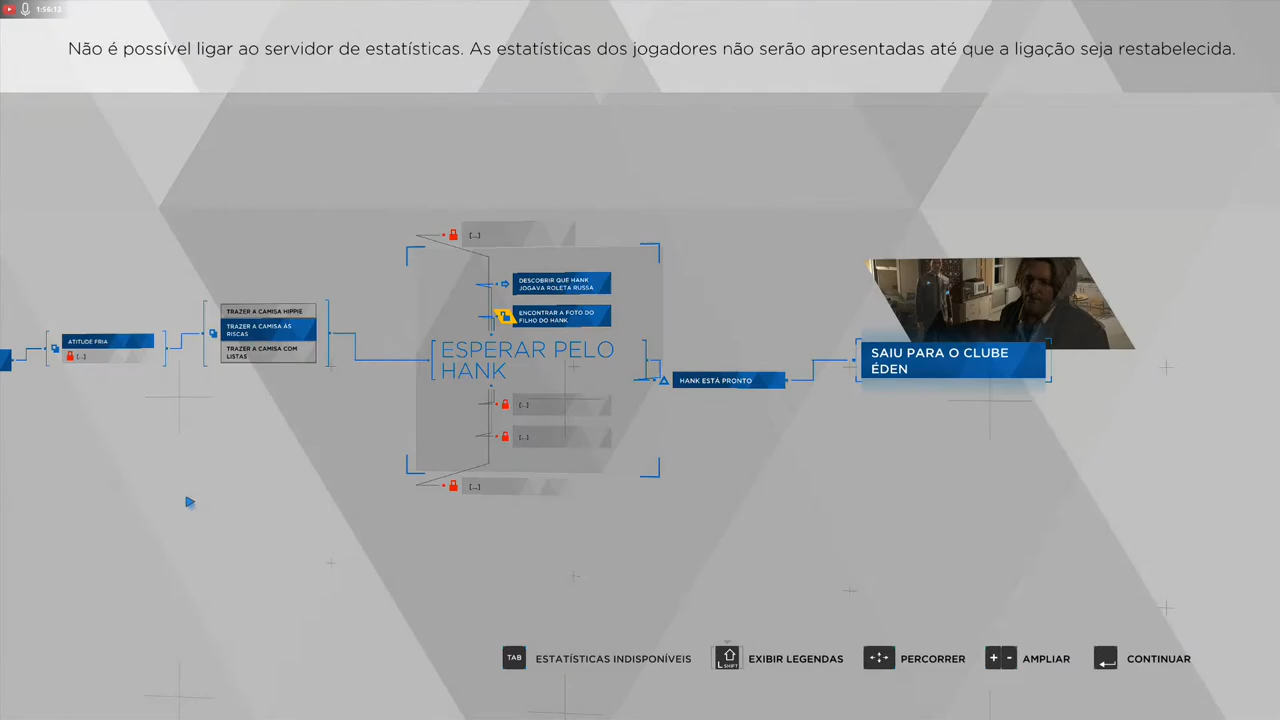 1:56:13
Não é possível ligar ao servidor de estatísticas. As estatísticas dos jogadores não serão apresentadas até que a ligação seja restabelecida.
[...]
DESCOBRIR QUE HANK
JOGAVA ROLETA RUSSA
ENCONTRAR A FOTO DO
FILHO DO HANK
TRAZER A CAMISA HIPPIE
TRAZER A CAMISA ÀS
RISCAS
TRAZER A CAMISA COM
LISTAS
ATITUDE FRIA
[...]
ESPERAR PELO
HANK
HANK ESTÁ PRONTO
SAIU PARA O CLUBE
ÉDEN
[...]
[...]
[...]
TAB ESTATÍSTICAS INDISPONÍVEIS L SHIFT EXIBIR LEGENDAS PERCORRER + - AMPLIAR CONTINUAR